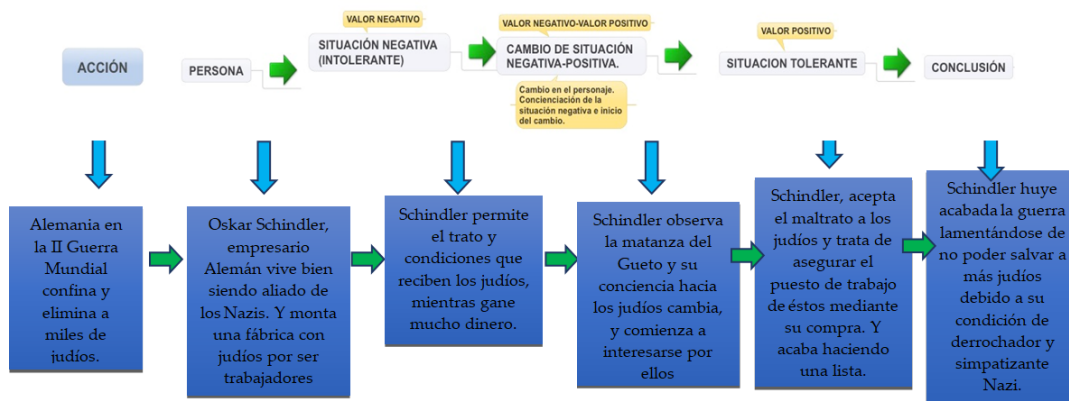 VALOR NEGATIVO
VALOR NEGATIVO-VALOR POSITIVO
VALOR POSITIVO
ACCIÓN
PERSONA
SITUACIÓN NEGATIVA
(INTOLERANTE)
CAMBIO DE SITUACIÓN
NEGATIVA-POSITIVA.
SITUACION TOLERANTE
CONCLUSIÓN
Cambio en el personaje.
Concienciación de la
situación negativa e inicio
del cambio.
Alemania en
la II Guerra
Mundial
confina y
elimina a
miles de
judíos.
Oskar Schindler,
empresario
Alemán vive bien
siendo aliado de
los Nazis. Y monta
una fábrica con
judíos por ser
trabajadores
Schindler permite
el trato y
condiciones que
reciben los judíos,
mientras gane
mucho dinero.
Schindler observa
la matanza del
Gueto y su
conciencia hacia
los judíos cambia,
y comienza a
interesarse por
ellos
Schindler, acepta
el maltrato a los
judíos y trata de
asegurar el
puesto de trabajo
de éstos mediante
su compra. Y
acaba haciendo
una lista.
Schindler huye
acabada la guerra
lamentándose de
no poder salvar a
más judíos
debido a su
condición de
derrochador y
simpatizante
Nazi.